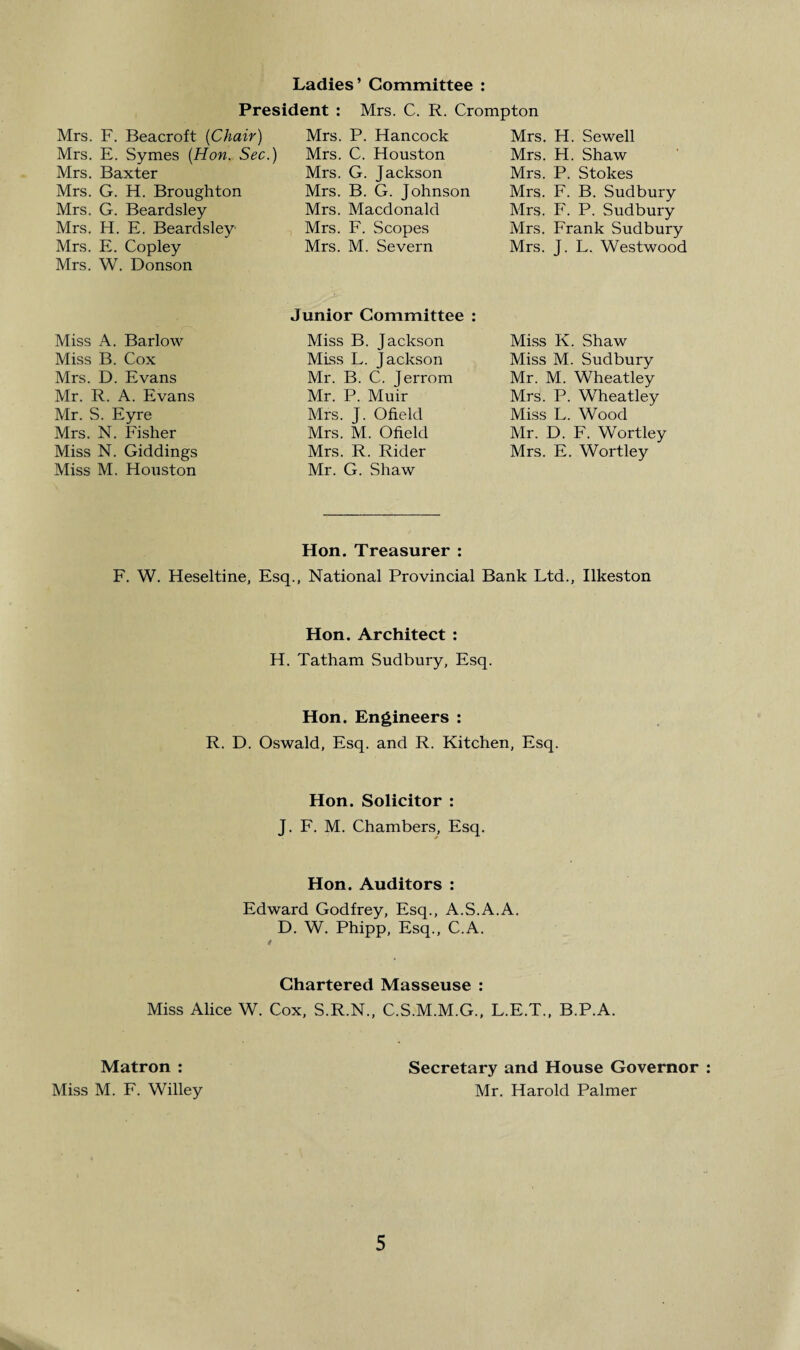 Ladies' Committee :
President : Mrs. C. R. Crompton
Mrs. F. Beacroft (Chair)
Mrs. E. Symes (Hon. Sec.)
Mrs. Baxter
Mrs. G. H. Broughton
Mrs. G. Beardsley
Mrs. H. E. Beardsley
Mrs. E. Copley
Mrs. W. Donson
Mrs. P. Hancock
Mrs. C. Houston
Mrs. G. Jackson
Mrs. B. G. Johnson
Mrs. Macdonald
Mrs. F. Scopes
Mrs. M. Severn
Mrs. H. Sewell
Mrs. H. Shaw
Mrs. P. Stokes
Mrs. F. B. Sudbury
Mrs. F. P. Sudbury
Mrs. Frank Sudbury
Mrs. J. L. Westwood
Junior Committee :
Miss A. Barlow
Miss B. Cox
Mrs. D. Evans
Mr. R. A. Evans
Mr. S. Eyre
Mrs. N. Fisher
Miss N. Giddings
Miss M. Houston
Miss B. Jackson
Miss L. Jackson
Mr. B. C. Jerrom
Mr. P. Muir
Mrs. J. Ofield
Mrs. M. Ofield
Mrs. R. Rider
Mr. G. Shaw
Miss K. Shaw
Miss M. Sudbury
Mr. M. Wheatley
Mrs. P. Wheatley
Miss L. Wood
Mr. D. F. Wortley
Mrs. E. Wortley
Hon. Treasurer :
F. W. Heseltine, Esq., National Provincial Bank Ltd., Ilkeston
Hon. Architect :
H. Tatham Sudbury, Esq.
Hon. Engineers :
R. D. Oswald, Esq. and R. Kitchen, Esq.
Hon. Solicitor :
J. F. M. Chambers, Esq.
Hon. Auditors :
Edward Godfrey, Esq., A.S.A.A.
D. W. Phipp, Esq., C.A.
Chartered Masseuse :
Miss Alice W. Cox, S.R.N., C.S.M.M.G., L.E.T., B.P.A.
Matron :
Miss M. F. Willey
Secretary and House Governor :
Mr. Harold Palmer
5